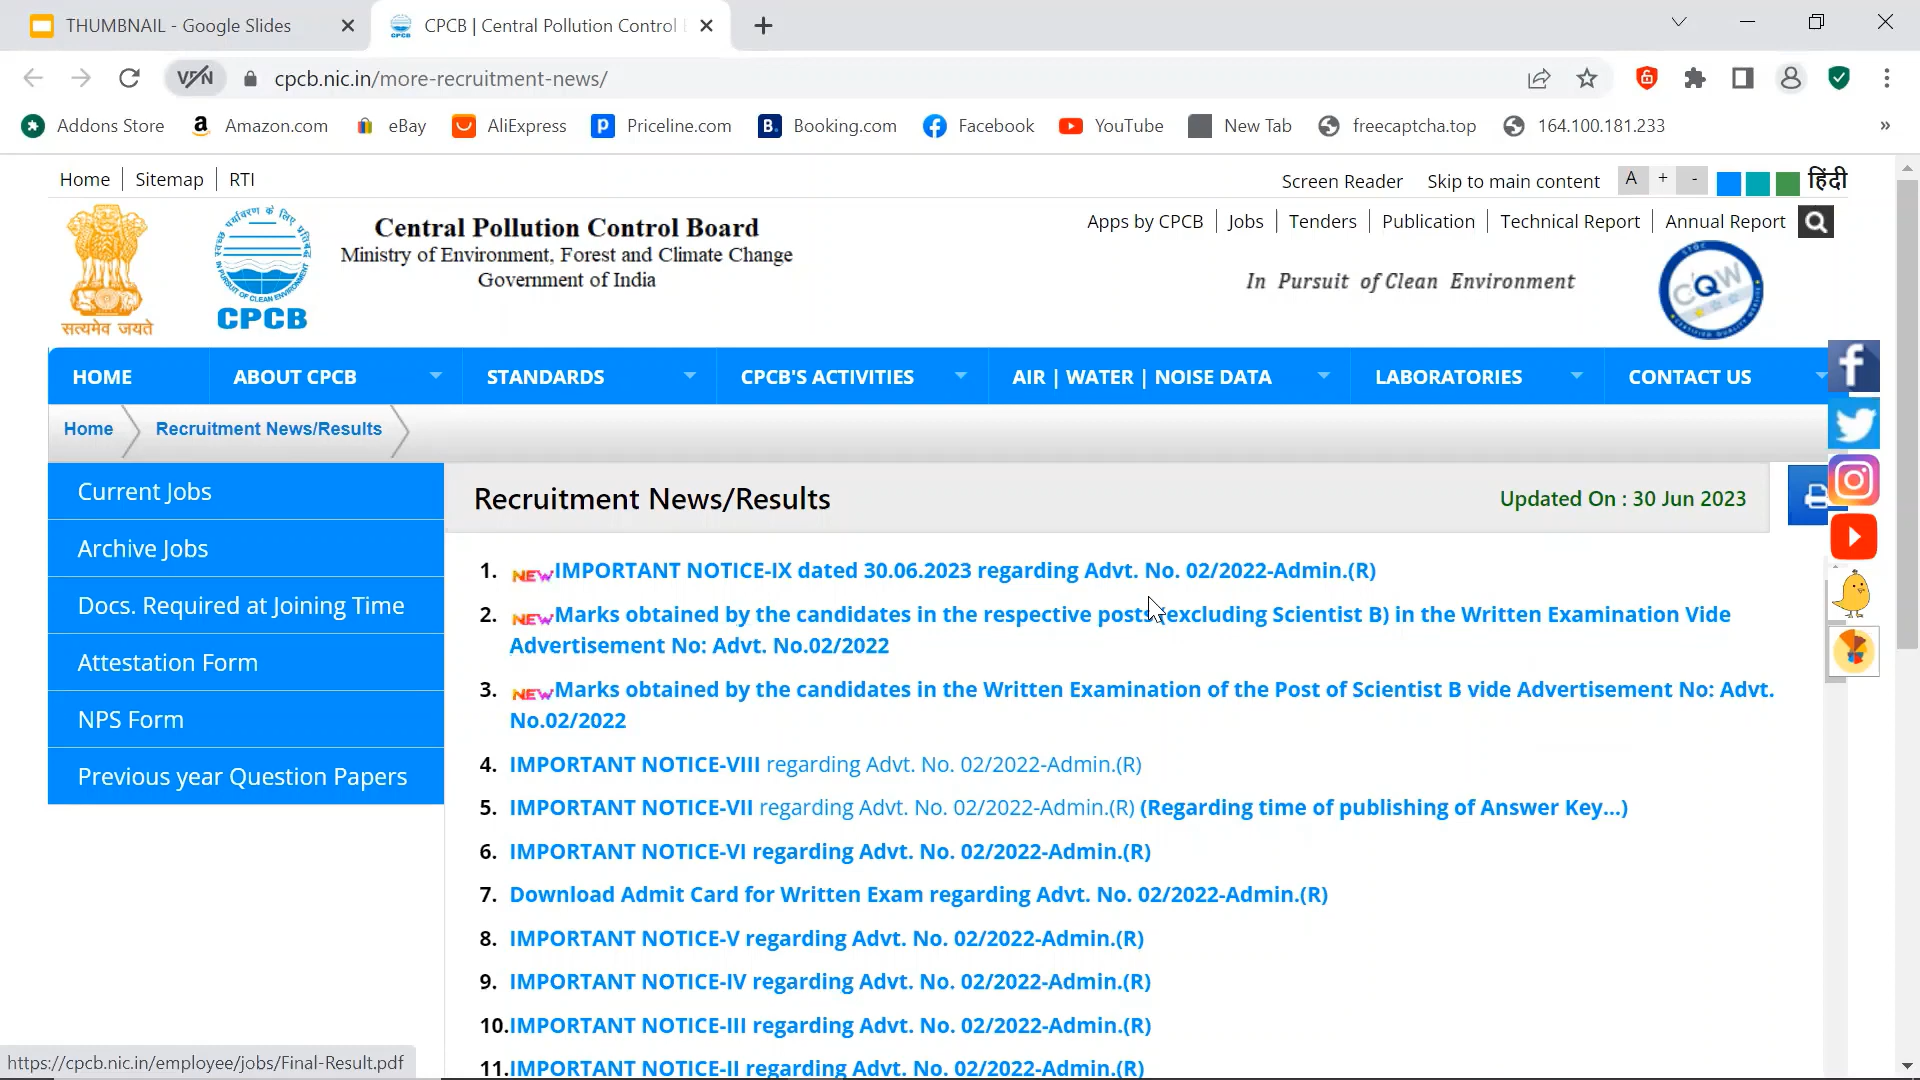 THUMBNAIL - Google Slides
CPCB | Central Pollution Control
VPN
cpcb.nic.in/more-recruitment-news/
Addons Store
Amazon.com
eBay
AliExpress
Priceline.com
Booking.com
Facebook
YouTube
New Tab
freecaptcha.top
164.100.181.233
»
Home
Sitemap
RTI
Screen Reader
Skip to main content
A
+
-
हिंदी
सत्यमेव जयते
CPCB
Central Pollution Control Board
Ministry of Environment, Forest and Climate Change
Government of India
Apps by CPCB
Jobs
Tenders
Publication
Technical Report
Annual Report
In Pursuit of Clean Environment
CQW
HOME
ABOUT CPCB
STANDARDS
CPCB'S ACTIVITIES
AIR | WATER | NOISE DATA
LABORATORIES
CONTACT US
Home
Recruitment News/Results
Current Jobs
Archive Jobs
Docs. Required at Joining Time
Attestation Form
NPS Form
Previous year Question Papers
Recruitment News/Results
Updated On : 30 Jun 2023
1. NEW IMPORTANT NOTICE-IX dated 30.06.2023 regarding Advt. No. 02/2022-Admin.(R)
2. NEW Marks obtained by the candidates in the respective posts (excluding Scientist B) in the Written Examination Vide
Advertisement No: Advt. No.02/2022
3. NEW Marks obtained by the candidates in the Written Examination of the Post of Scientist B vide Advertisement No: Advt.
No.02/2022
4. IMPORTANT NOTICE-VIII regarding Advt. No. 02/2022-Admin.(R)
5. IMPORTANT NOTICE-VII regarding Advt. No. 02/2022-Admin.(R) (Regarding time of publishing of Answer Key...)
6. IMPORTANT NOTICE-VI regarding Advt. No. 02/2022-Admin.(R)
7. Download Admit Card for Written Exam regarding Advt. No. 02/2022-Admin.(R)
8. IMPORTANT NOTICE-V regarding Advt. No. 02/2022-Admin.(R)
9. IMPORTANT NOTICE-IV regarding Advt. No. 02/2022-Admin.(R)
10. IMPORTANT NOTICE-III regarding Advt. No. 02/2022-Admin.(R)
11. IMPORTANT NOTICE-II regarding Advt. No. 02/2022-Admin.(R)
https://cpcb.nic.in/employee/jobs/Final-Result.pdf